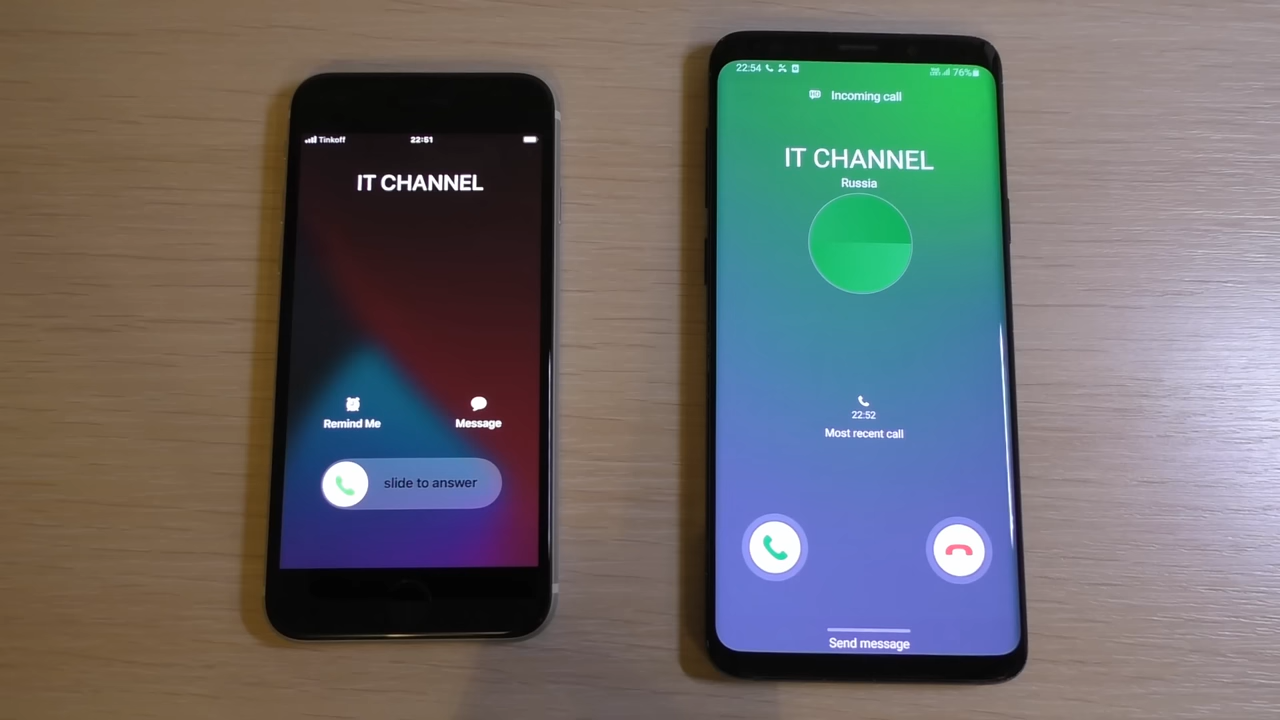 Tinkoff
22:51
IT CHANNEL
Remind Me
Message
slide to answer
22:54
76%
Incoming call
IT CHANNEL
Russia
22:52
Most recent call
Send message